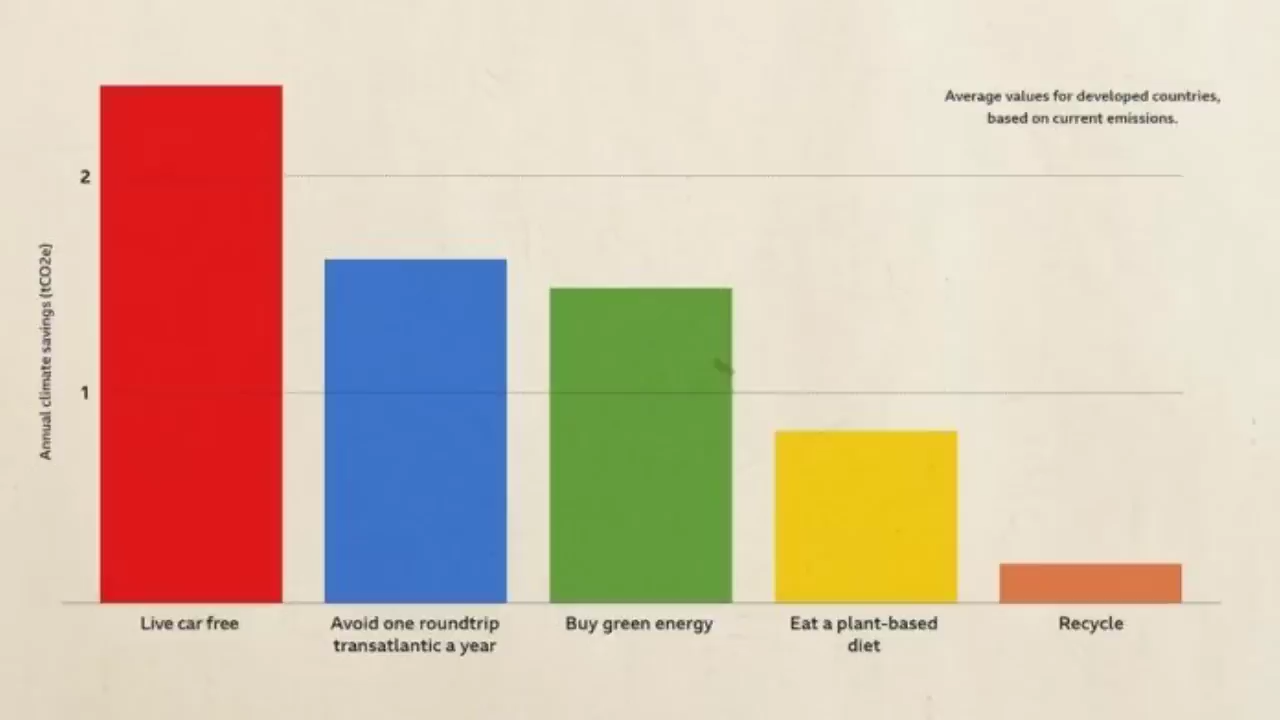 Average values for developed countries,
based on current emissions.
2
1
Annual climate savings (tCO2e)
Live car free
Avoid one roundtrip
transatlantic a year
Buy green energy
Eat a plant-based
diet
Recycle